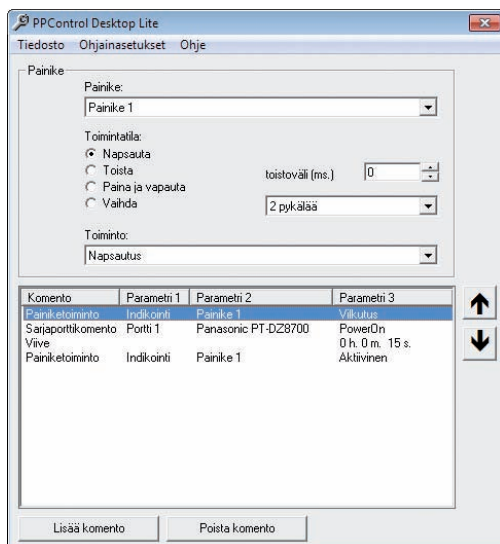 PPControl Desktop Lite
Tiedosto Ohjainasetukset Ohje
Painike
Painike:
Painike 1
Toimintatila:
Napsauta
Toista
toistoväli (ms.) 0
Paina ja vapauta
Vaihda
2 pykälää
Toiminto:
Napsautus
Komento Parametri 1 Parametri 2 Parametri 3
Painiketoiminto Indikointi Painike 1 Vilkutus
Sarjaporttikomento Portti 1 Panasonic PT-DZ8700 PowerOn
Viive 0 h. 0 m. 15 s.
Painiketoiminto Indikointi Painike 1 Aktiivinen
Lisää komento Poista komento